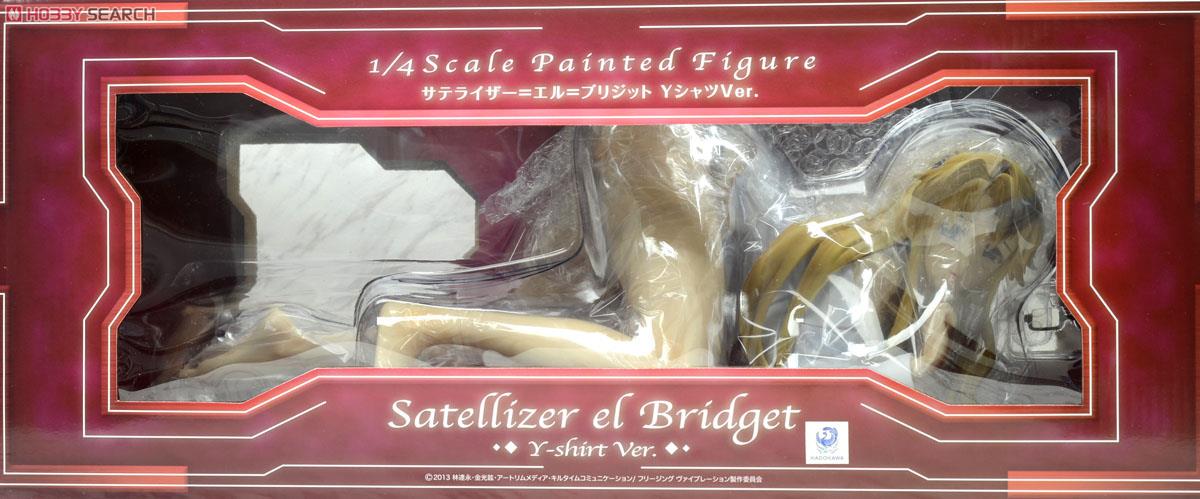 HOBBY SEARCH
1/4 Scale Painted Figure
サテライザー=エル=ブリジット YシャツVer.
Satellizer el Bridget
Y-shirt Ver.
KADOKAWA
©2013 林達永・金光鉉・アートリムメディア・キルタイムコミュニケーション/ フリージング ヴァイブレーション製作委員会